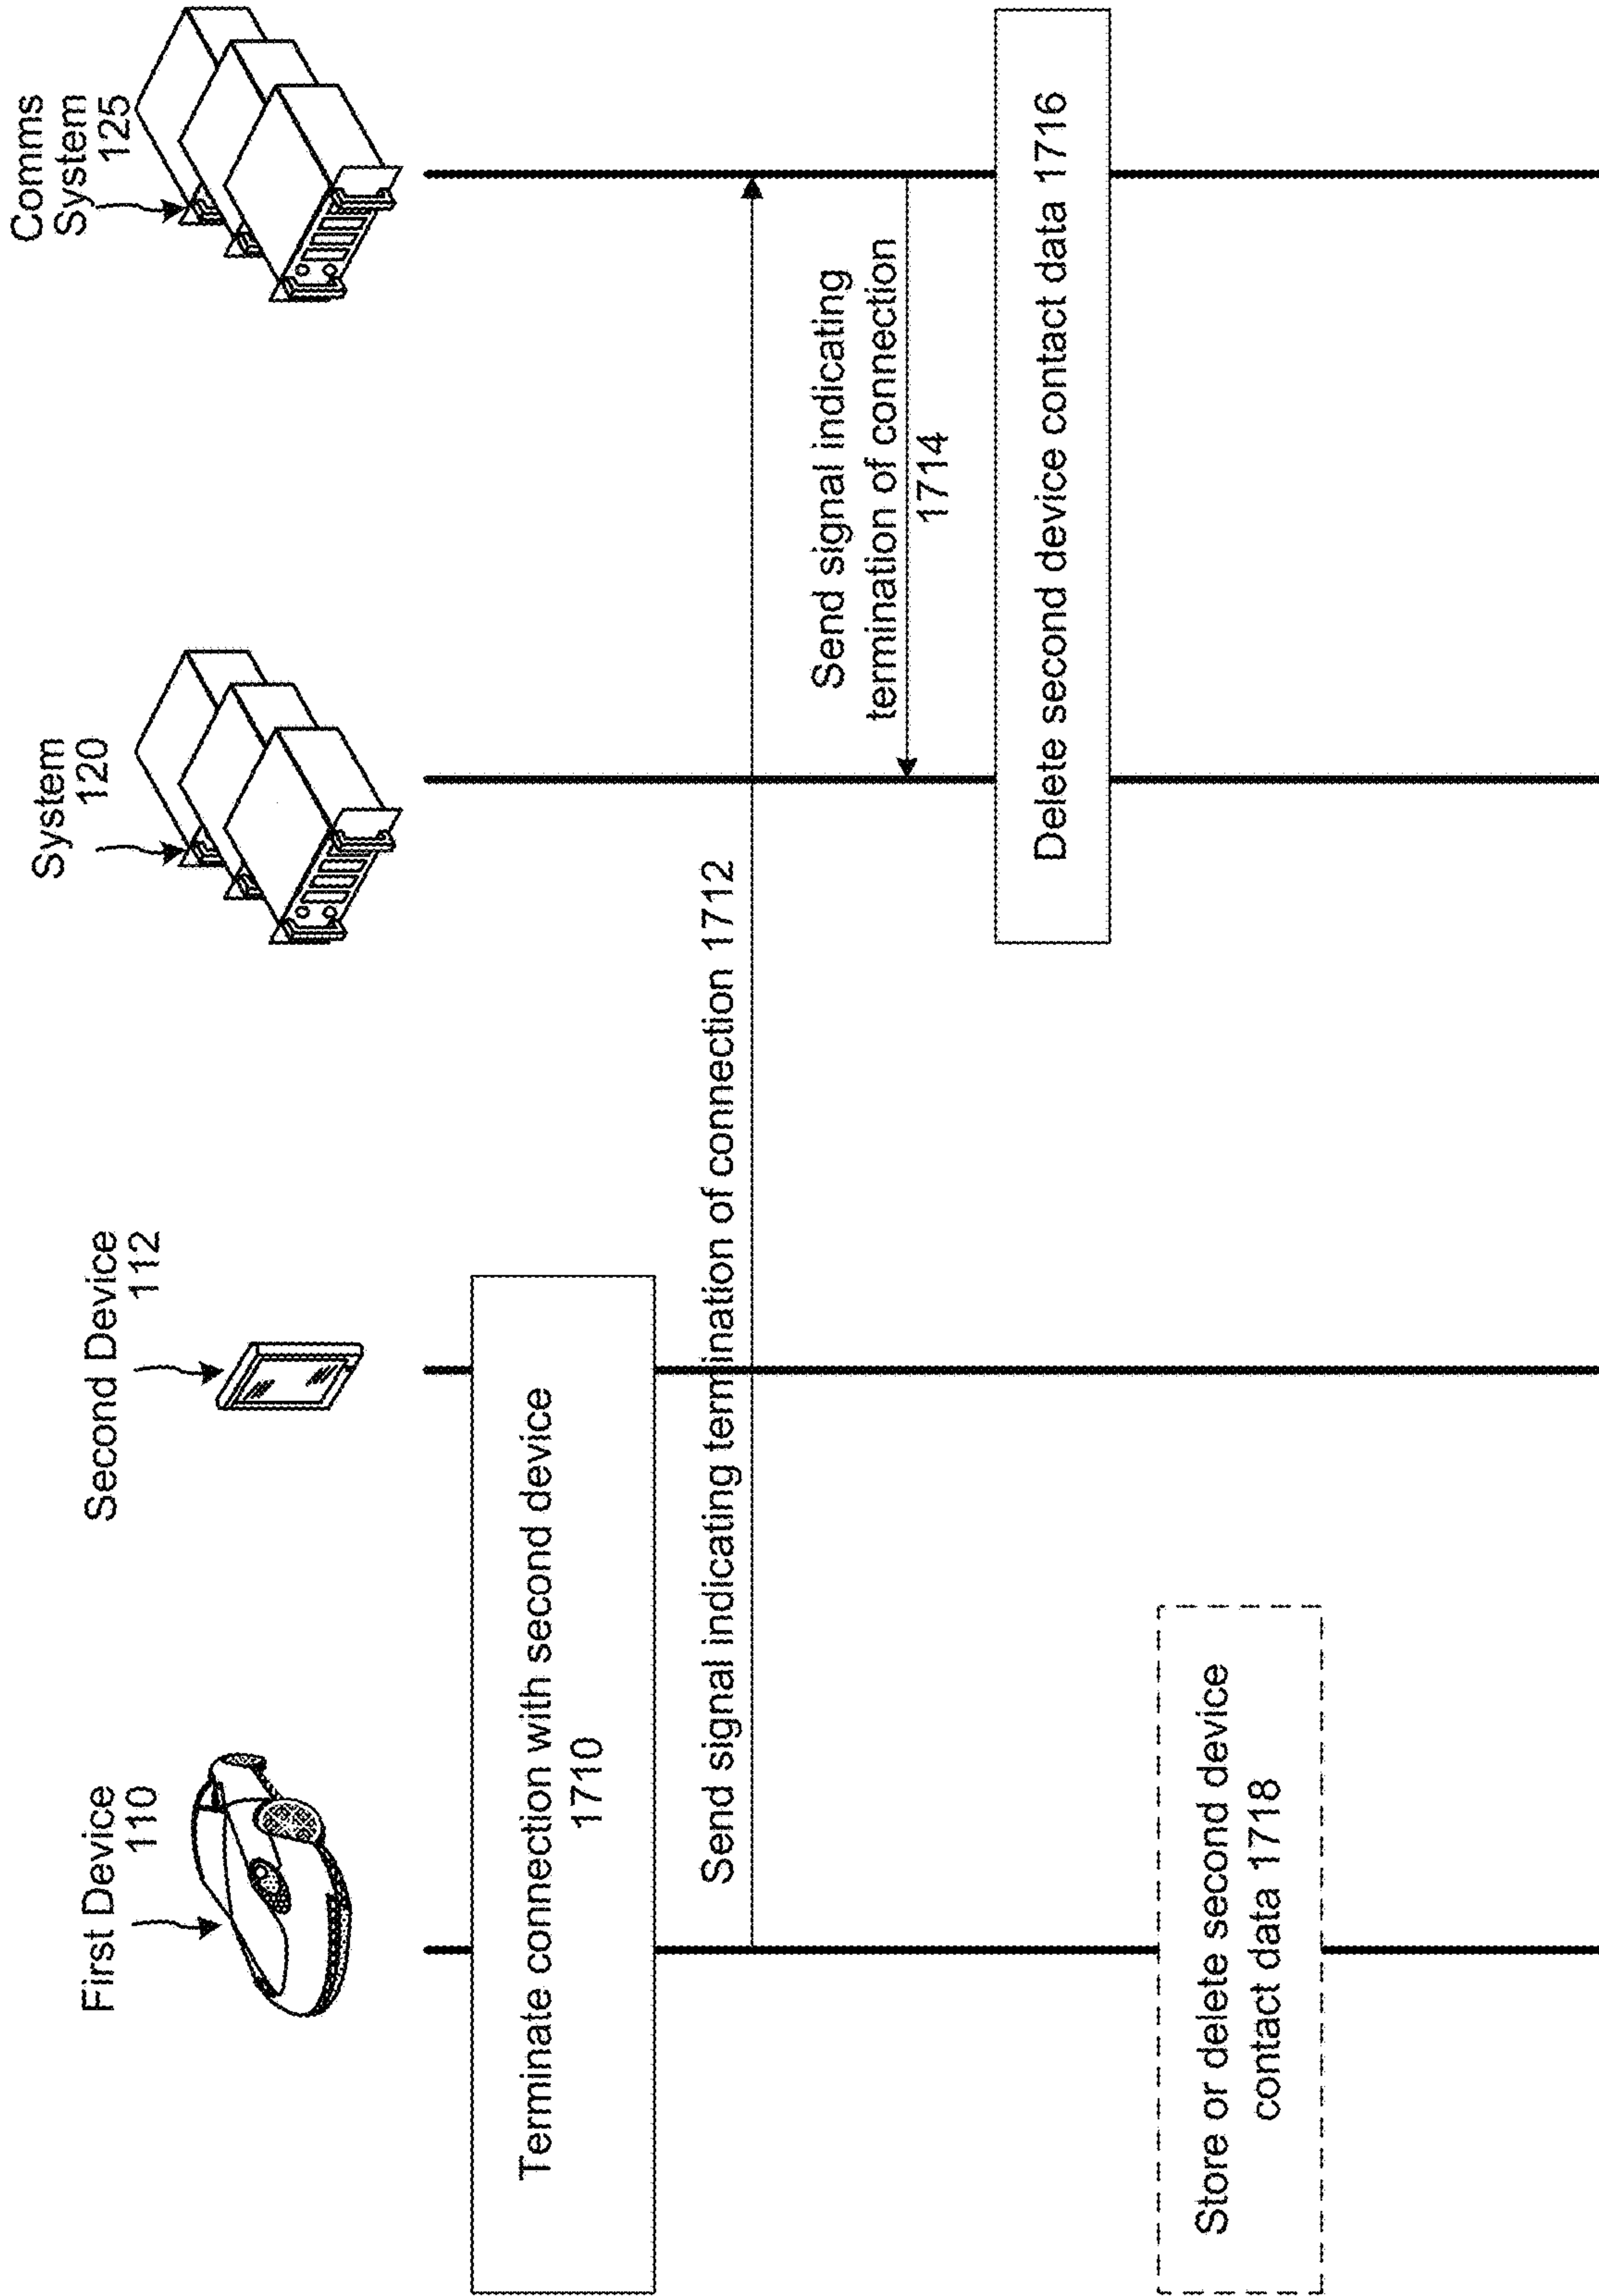 First Device
110
Second Device
112
System
120
Comms
System
125
Terminate connection with second device
1710
Send signal indicating termination of connection 1712
Send signal indicating
termination of connection
1714
Delete second device contact data 1716
Store or delete second device
contact data 1718